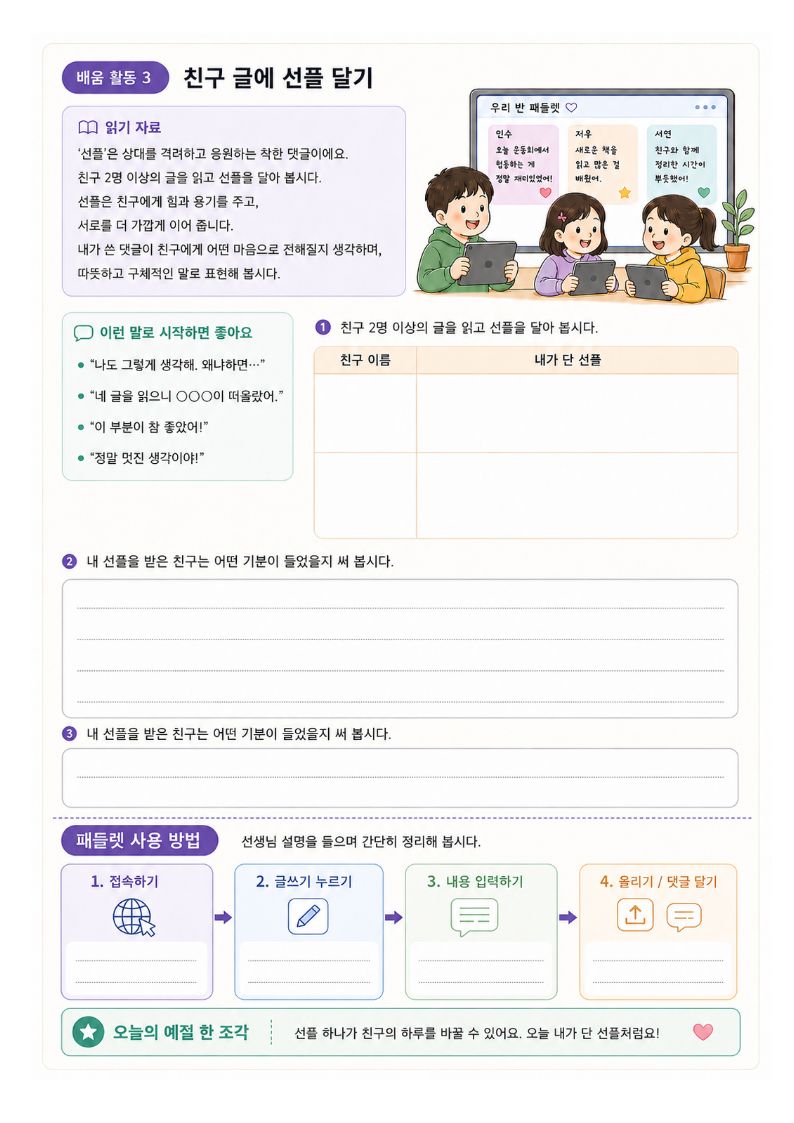 배움 활동 3
친구 글에 선플 달기
읽기 자료
‘선플’은 상대를 격려하고 응원하는 착한 댓글이에요.
친구 2명 이상의 글을 읽고 선플을 달아 봅시다.
선플은 친구에게 힘과 용기를 주고,
서로를 더 가깝게 이어 줍니다.
내가 쓴 댓글이 친구에게 어떤 마음으로 전해질지 생각하며,
따뜻하고 구체적인 말로 표현해 봅시다.
우리 반 패들렛
민수
오늘 운동회에서
협동하는 게
정말 재미있었어!
저우
새로운 책을
읽고 많은 걸
배웠어.
서연
친구와 함께
정리한 시간이
뿌듯했어!
이런 말로 시작하면 좋아요
“나도 그렇게 생각해. 왜냐하면…”
“네 글을 읽으니 ○○○이 떠올랐어.”
“이 부분이 참 좋았어!”
“정말 멋진 생각이야!”
1 친구 2명 이상의 글을 읽고 선플을 달아 봅시다.
친구 이름 내가 단 선플
2 내 선플을 받은 친구는 어떤 기분이 들었을지 써 봅시다.
3 내 선플을 받은 친구는 어떤 기분이 들었을지 써 봅시다.
패들렛 사용 방법
선생님 설명을 들으며 간단히 정리해 봅시다.
1. 접속하기
2. 글쓰기 누르기
3. 내용 입력하기
4. 올리기 / 댓글 달기
오늘의 예절 한 조각
선플 하나가 친구의 하루를 바꿀 수 있어요. 오늘 내가 단 선플처럼요!